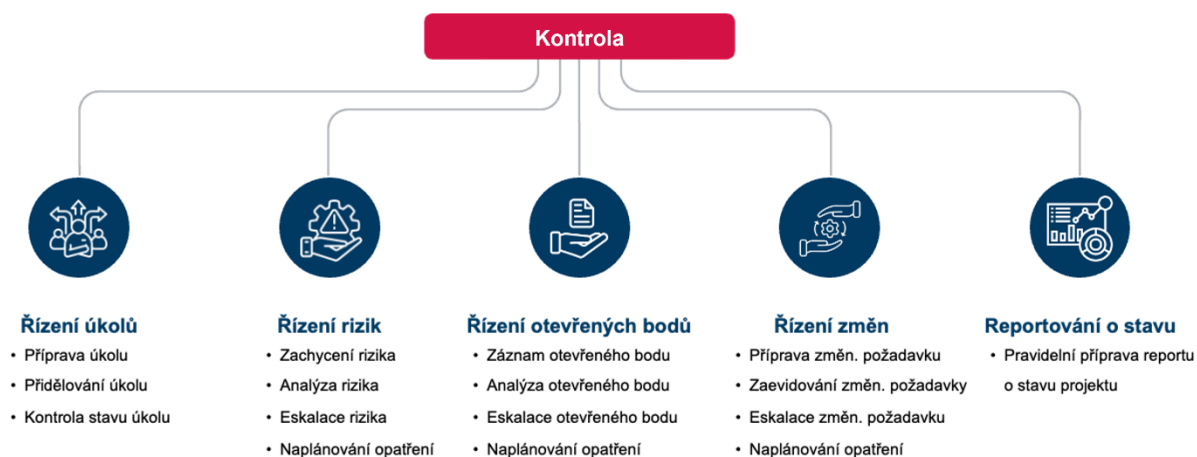 Kontrola
Řízení úkolů
• Příprava úkolu
• Přidělování úkolu
• Kontrola stavu úkolu
Řízení rizik
• Zachycení rizika
• Analýza rizika
• Eskalace rizika
• Naplánování opatření
Řízení otevřených bodů
• Záznam otevřeného bodu
• Analýza otevřeného bodu
• Eskalace otevřeného bodu
• Naplánování opatření
Řízení změn
• Příprava změn. požadavku
• Zaevidování změn. požadavky
• Eskalace změn. požadavku
• Naplánování opatření
Reportování o stavu
• Pravidelní příprava reportu
o stavu projektu